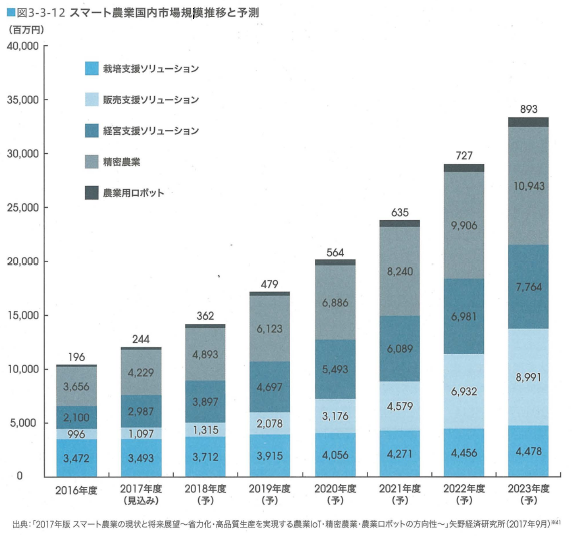 ■図3-3-12 スマート農業国内市場規模推移と予測
(百万円)
40,000
35,000
30,000
25,000
20,000
15,000
10,000
5,000
0
栽培支援ソリューション
販売支援ソリューション
経営支援ソリューション
精密農業
農業用ロボット
196
3,656
2,100
996
3,472
244
4,229
2,987
1,097
3,493
362
4,893
3,897
1,315
3,712
479
6,123
4,697
2,078
3,915
564
6,886
5,493
3,176
4,056
635
8,240
6,089
4,579
4,271
727
9,906
6,981
6,932
4,456
893
10,943
7,764
8,991
4,478
2016年度
2017年度
(見込み)
2018年度
(予)
2019年度
(予)
2020年度
(予)
2021年度
(予)
2022年度
(予)
2023年度
(予)
出典：「2017年版 スマート農業の現状と将来展望〜省力化・高品質生産を実現する農業IoT・精密農業・農業ロボットの方向性〜」矢野経済研究所(2017年9月)※41